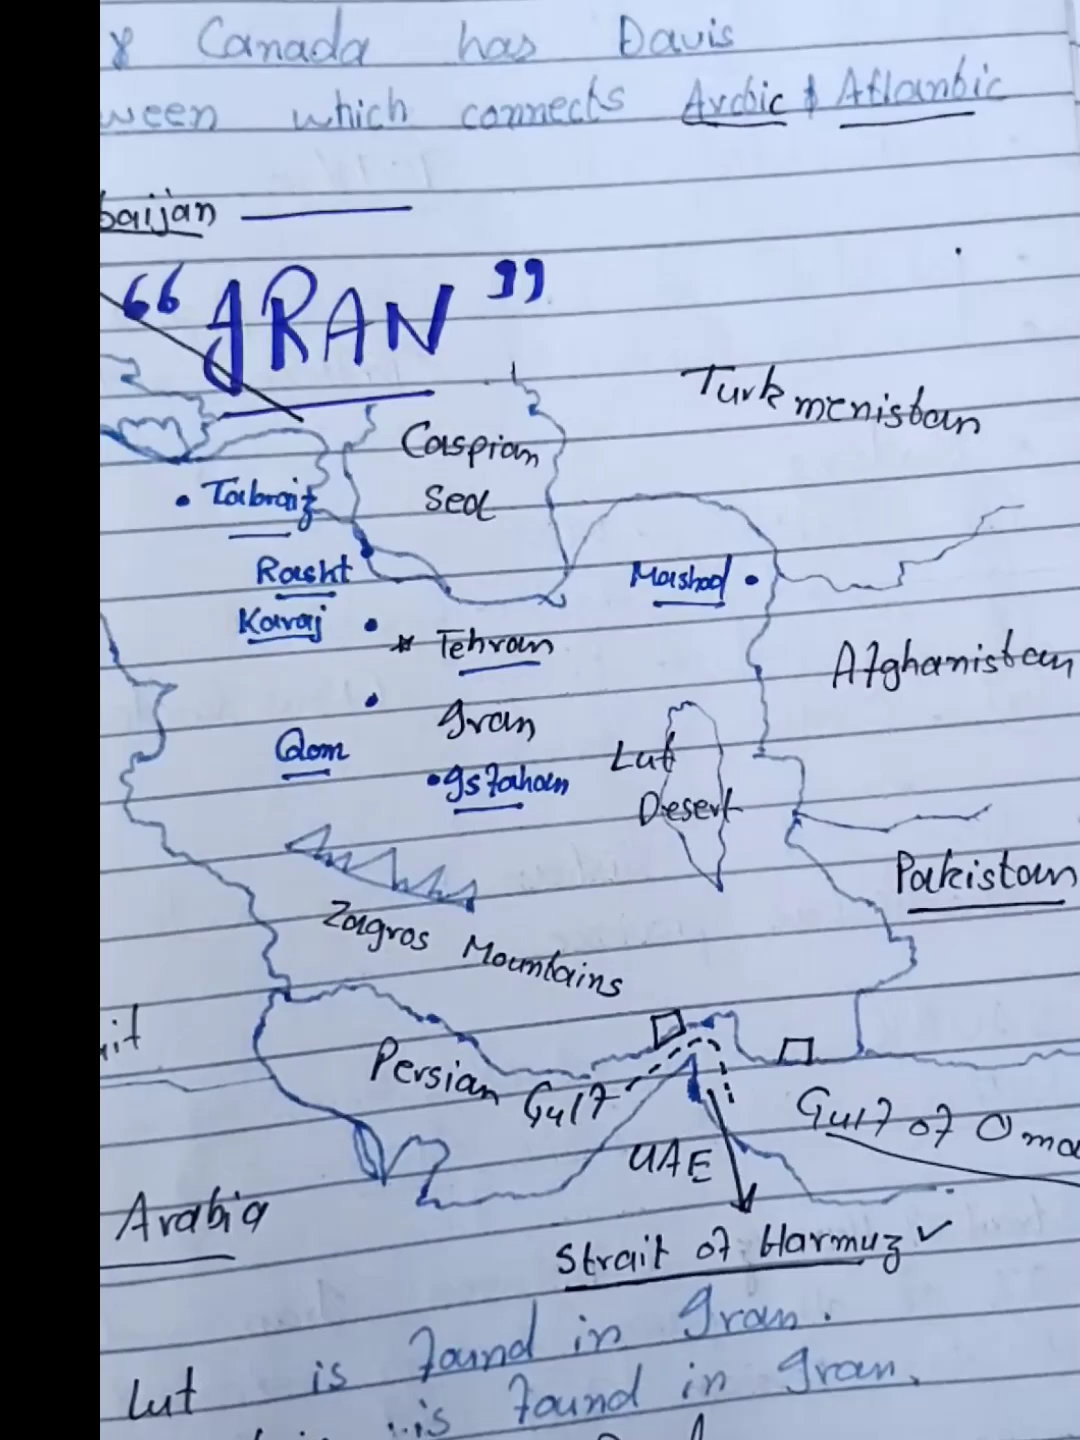 & Canada has Davis
ween which connects Arctic & Atlantic
baijan
"IRAN"
Turkmenistan
Caspian
Sea
Tabraiz
Rasht
Mashad
Karaj
Tehran
Afghanistan
Iran
Qom
Lut
Isfahan
Desert
Pakistan
Zagros Mountains
Persian Gulf
Gulf of Oma
UAE
Arabia
Strait of Harmuz ✓
is found in Iran.
Lut
is found in Iran.